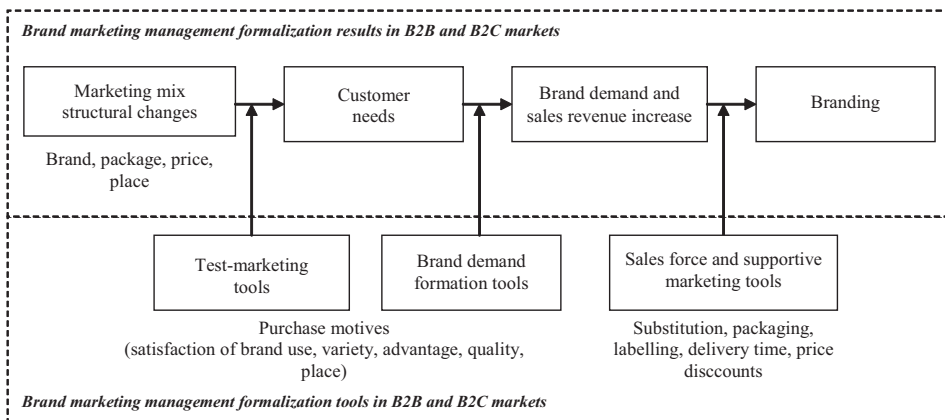 Brand marketing management formalization results in B2B and B2C markets
Marketing mix
structural changes
Customer
needs
Brand demand and
sales revenue increase
Branding
Brand, package, price,
place
Test-marketing
tools
Brand demand
formation tools
Sales force and supportive
marketing tools
Purchase motives
(satisfaction of brand use, variety, advantage, quality,
place)
Substitution, packaging,
labelling, delivery time, price
disccounts
Brand marketing management formalization tools in B2B and B2C markets